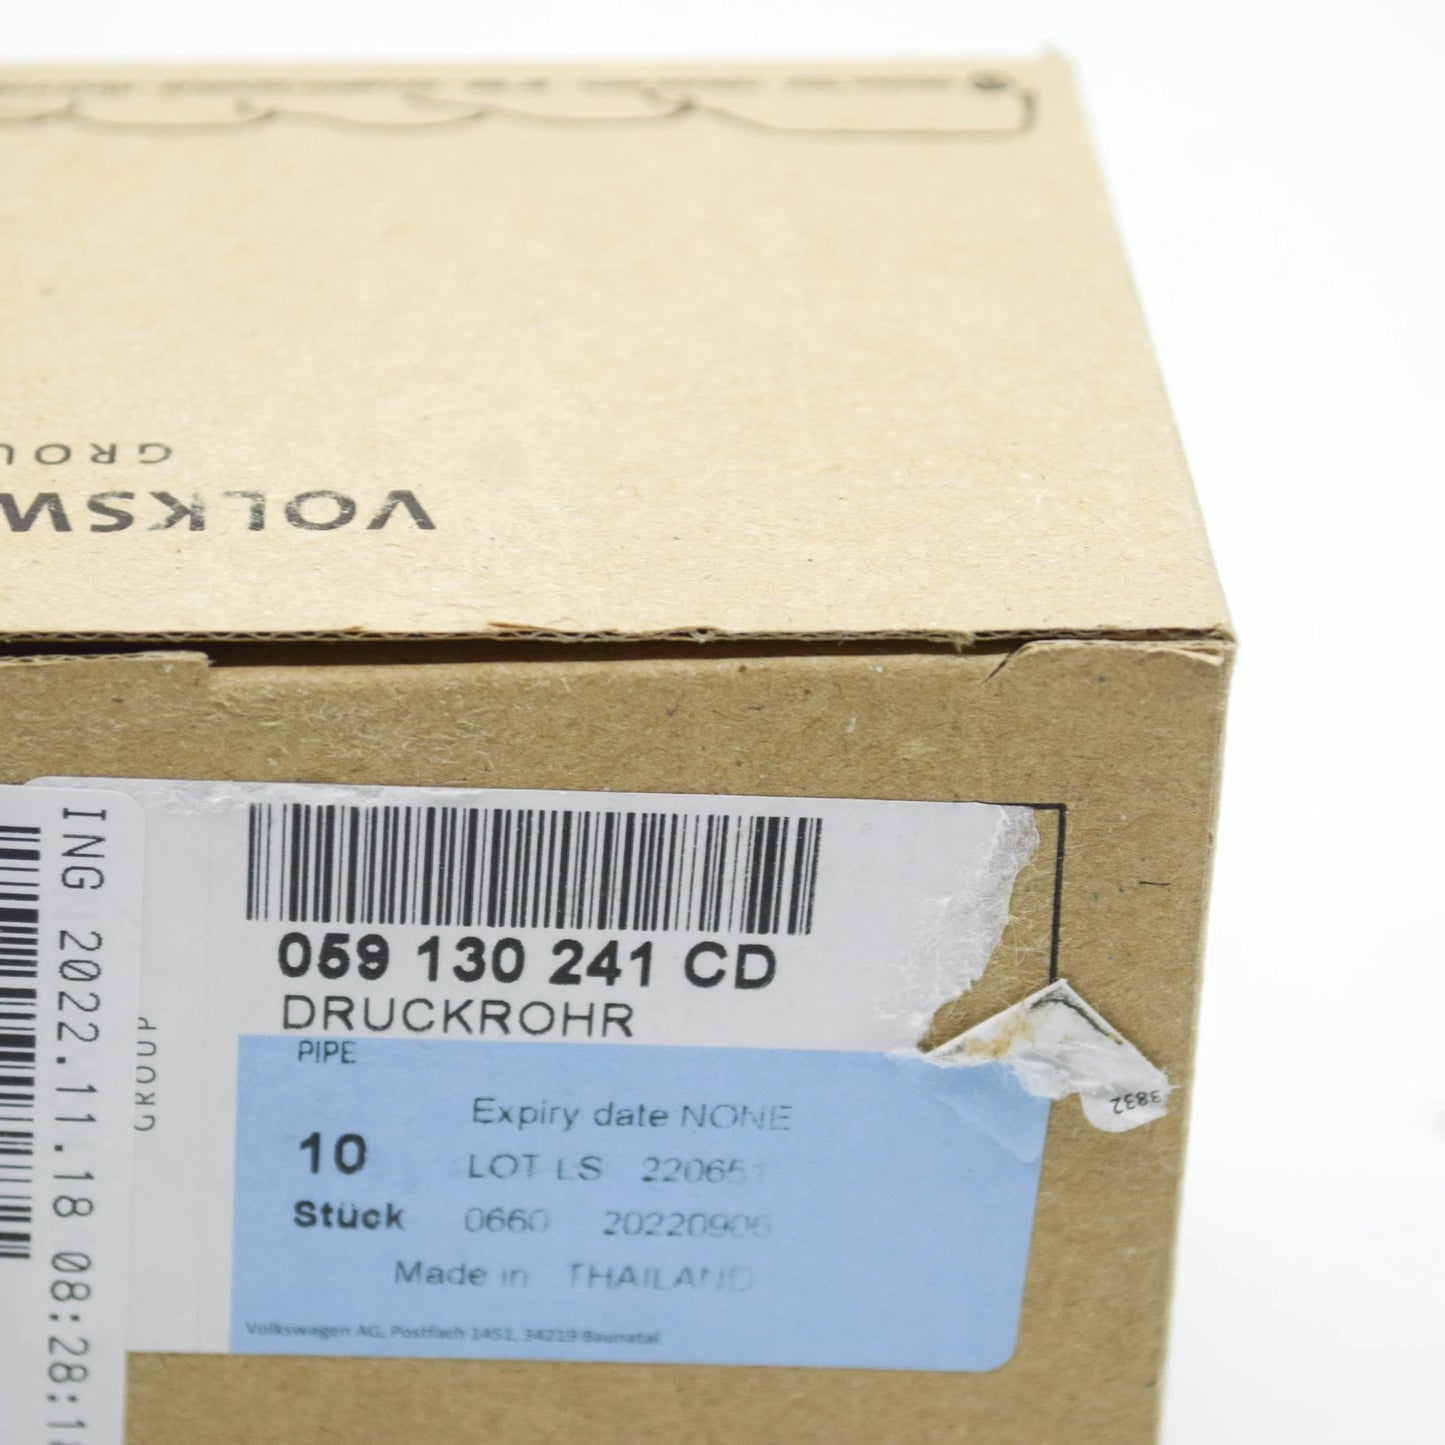 GROU
VOLKSW
059 130 241 CD
DRUCKROHR
PIPE
Expiry date NONE
10
LOT LS 22065
Stück
0660 20220906
Made in THAILAND
Volkswagen AG, Postfach 1451, 34219 Baunatal
3832
GROUP
ING 2022.11.18 08:28:1